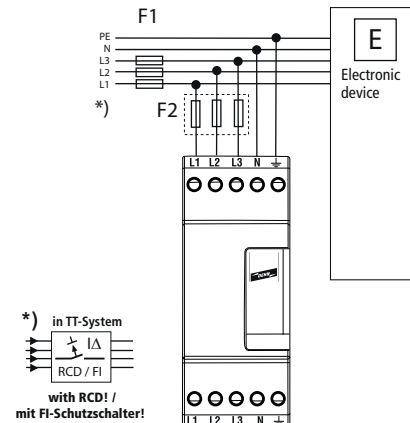 F1
PE
N
L3
L2
L1
*)
F2
E
Electronic
device
L1 L2 L3 N
DEHN
*) in TT-System
I∆
RCD / FI
with RCD! /
mit FI-Schutzschalter!
L1 L2 L3 N